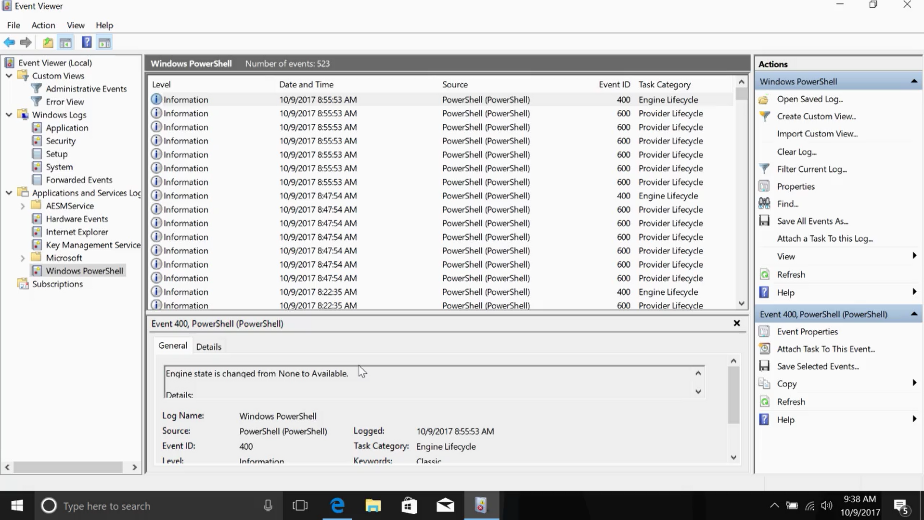 Event Viewer
File Action View Help
Event Viewer (Local)
Custom Views
Administrative Events
Error View
Windows Logs
Application
Security
Setup
System
Forwarded Events
Applications and Services Log
AESMService
Hardware Events
Internet Explorer
Key Management Service
Microsoft
Windows PowerShell
Subscriptions
Windows PowerShell Number of events: 523
Level Date and Time Source Event ID Task Category
Information 10/9/2017 8:55:53 AM PowerShell (PowerShell) 400 Engine Lifecycle
Information 10/9/2017 8:55:53 AM PowerShell (PowerShell) 600 Provider Lifecycle
Information 10/9/2017 8:55:53 AM PowerShell (PowerShell) 600 Provider Lifecycle
Information 10/9/2017 8:55:53 AM PowerShell (PowerShell) 600 Provider Lifecycle
Information 10/9/2017 8:55:53 AM PowerShell (PowerShell) 600 Provider Lifecycle
Information 10/9/2017 8:55:53 AM PowerShell (PowerShell) 600 Provider Lifecycle
Information 10/9/2017 8:55:53 AM PowerShell (PowerShell) 600 Provider Lifecycle
Information 10/9/2017 8:47:54 AM PowerShell (PowerShell) 400 Engine Lifecycle
Information 10/9/2017 8:47:54 AM PowerShell (PowerShell) 600 Provider Lifecycle
Information 10/9/2017 8:47:54 AM PowerShell (PowerShell) 600 Provider Lifecycle
Information 10/9/2017 8:47:54 AM PowerShell (PowerShell) 600 Provider Lifecycle
Information 10/9/2017 8:47:54 AM PowerShell (PowerShell) 600 Provider Lifecycle
Information 10/9/2017 8:47:54 AM PowerShell (PowerShell) 600 Provider Lifecycle
Information 10/9/2017 8:47:54 AM PowerShell (PowerShell) 600 Provider Lifecycle
Information 10/9/2017 8:22:35 AM PowerShell (PowerShell) 400 Engine Lifecycle
Information 10/9/2017 8:22:35 AM PowerShell (PowerShell) 600 Provider Lifecycle
Event 400, PowerShell (PowerShell)
General Details
Engine state is changed from None to Available.
Details:
Log Name: Windows PowerShell
Source: PowerShell (PowerShell) Logged: 10/9/2017 8:55:53 AM
Event ID: 400 Task Category: Engine Lifecycle
Level: Information Keywords: Classic
Actions
Windows PowerShell
Open Saved Log...
Create Custom View...
Import Custom View...
Clear Log...
Filter Current Log...
Properties
Find...
Save All Events As...
Attach a Task To this Log...
View
Refresh
Help
Event 400, PowerShell (PowerShell)
Event Properties
Attach Task To This Event...
Save Selected Events...
Copy
Refresh
Help
Type here to search
9:38 AM
10/9/2017
5